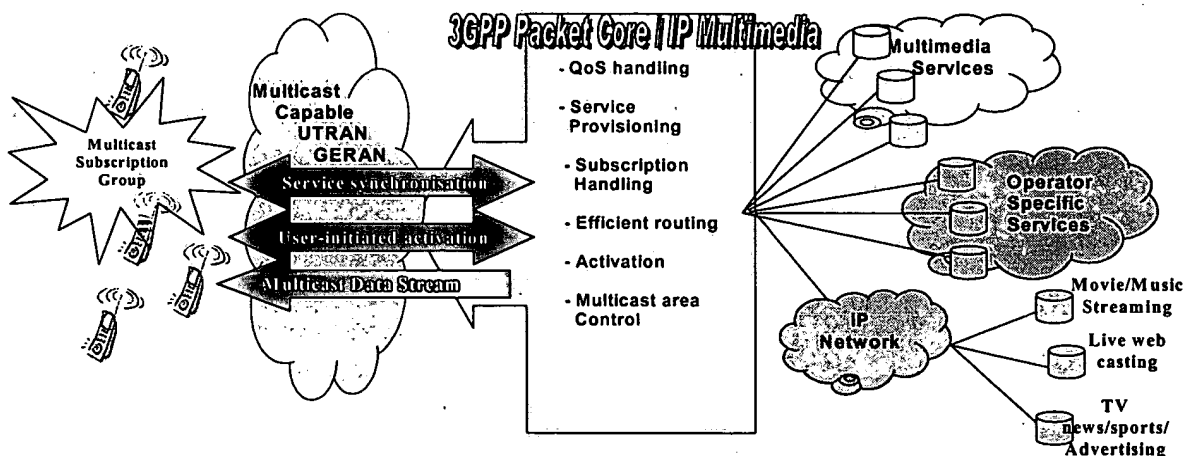 3GPP Packet Core / IP Multimedia
Multicast
Subscription
Group
Multicast
Capable
UTRAN
GERAN
Service synchronisation
User-initiated activation
Multicast Data Stream
- QoS handling
- Service
Provisioning
- Subscription
Handling
- Efficient routing
- Activation
- Multicast area
Control
Multimedia
Services
Operator
Specific
Services
IP
Network
Movie/Music
Streaming
Live web
casting
TV
news/sports/
Advertising